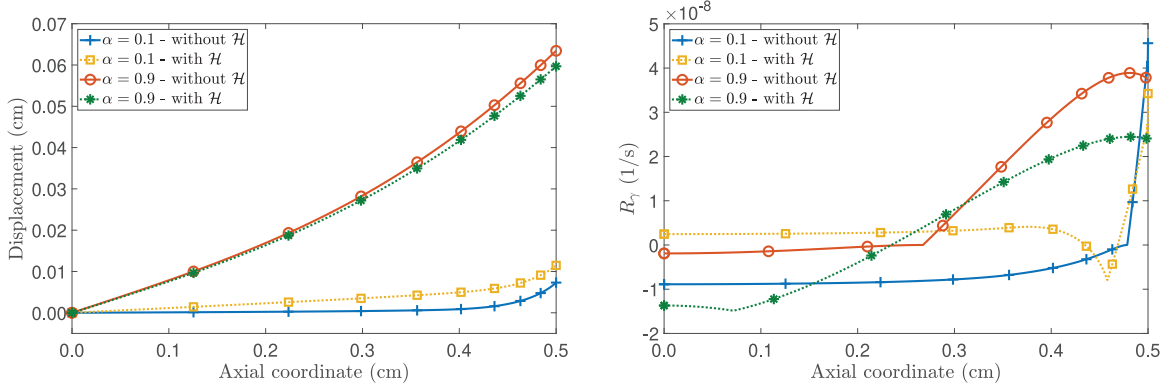 0.07
0.06
0.05
0.04
0.03
0.02
0.01
0.00
Displacement (cm)
α = 0.1 - without ℋ
α = 0.1 - with ℋ
α = 0.9 - without ℋ
α = 0.9 - with ℋ
0.0 0.1 0.2 0.3 0.4 0.5
Axial coordinate (cm)
×10⁻⁸
5
4
3
2
1
0
-1
-2
R_γ (1/s)
α = 0.1 - without ℋ
α = 0.1 - with ℋ
α = 0.9 - without ℋ
α = 0.9 - with ℋ
0.0 0.1 0.2 0.3 0.4 0.5
Axial coordinate (cm)